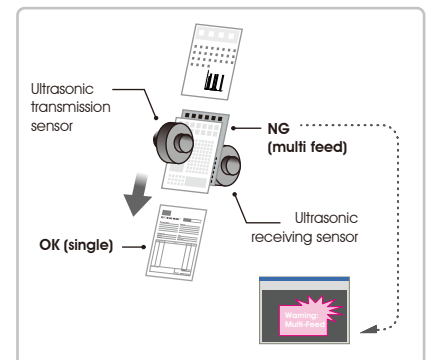 Ultrasonic
transmission
sensor
NG
(multi feed)
Ultrasonic
receiving sensor
OK (single)
Warning:
Multi-Feed